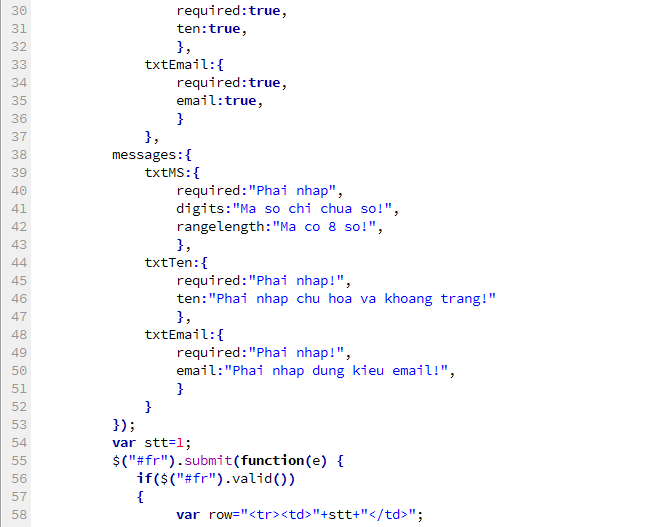 30 required:true,
31 ten:true,
32 },
33 txtEmail:{
34 required:true,
35 email:true,
36 }
37 },
38 messages:{
39 txtMS:{
40 required:"Phai nhap",
41 digits:"Ma so chi chua so!",
42 rangelength:"Ma co 8 so!",
43 },
44 txtTen:{
45 required:"Phai nhap!",
46 ten:"Phai nhap chu hoa va khoang trang!"
47 },
48 txtEmail:{
49 required:"Phai nhap!",
50 email:"Phai nhap dung kieu email!",
51 }
52 }
53 });
54 var stt=1;
55 $("#fr").submit(function(e) {
56 if($("#fr").valid())
57 {
58 var row="<tr><td>"+stt+"</td>";